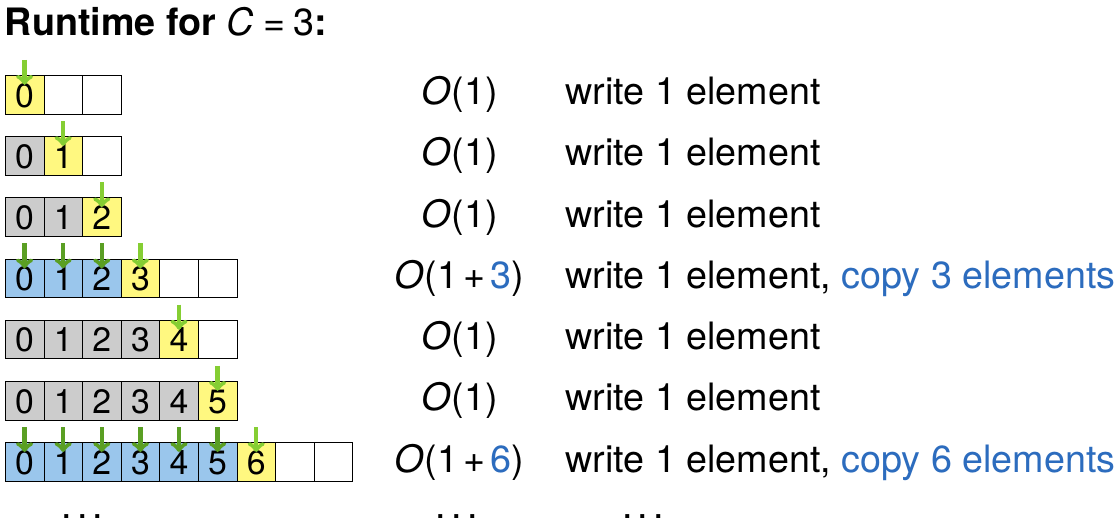 Runtime for C = 3:
0 O(1) write 1 element
0 1 O(1) write 1 element
0 1 2 O(1) write 1 element
0 1 2 3 O(1 + 3) write 1 element, copy 3 elements
0 1 2 3 4 O(1) write 1 element
0 1 2 3 4 5 O(1) write 1 element
0 1 2 3 4 5 6 O(1 + 6) write 1 element, copy 6 elements
... ... ...